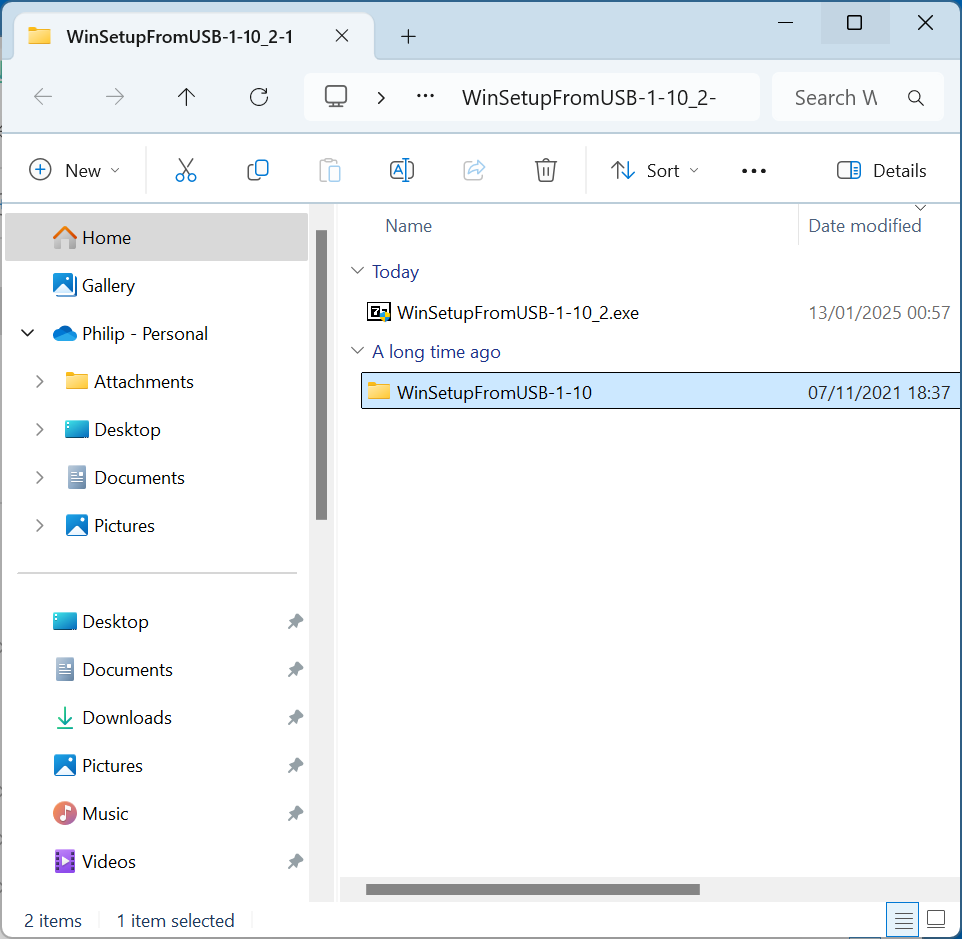 WinSetupFromUSB-1-10_2-1
WinSetupFromUSB-1-10_2-
Search W
New
Sort
Details
Home
Gallery
Philip - Personal
Attachments
Desktop
Documents
Pictures
Desktop
Documents
Downloads
Pictures
Music
Videos
Name Date modified
Today
WinSetupFromUSB-1-10_2.exe 13/01/2025 00:57
A long time ago
WinSetupFromUSB-1-10 07/11/2021 18:37
2 items 1 item selected